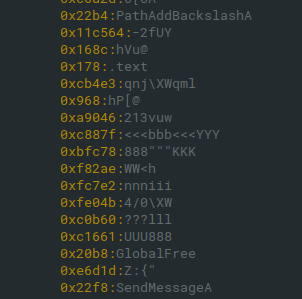 0x22b4:PathAddBackslashA
0x11c564:-2fUY
0x168c:hVu@
0x178:.text
0xcb4e3:qnj\XWqml
0x968:hP[@
0xa9046:213vuw
0xc887f:<<<bbb<<<YYY
0xbfc78:888"""KKK
0xf82ae:WW<h
0xfc7e2:nnniii
0xfe04b:4/0\XW
0xc0b60:???lll
0xc1661:UUU888
0x20b8:GlobalFree
0xe6d1d:Z:{"
0x22f8:SendMessageA